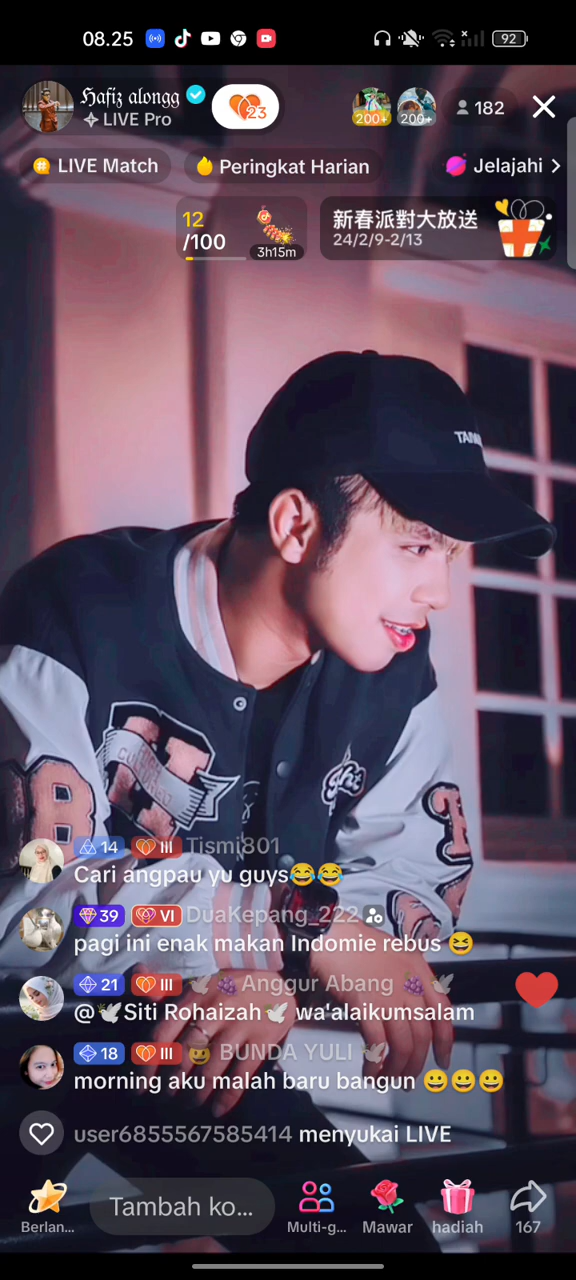 08.25
92
ℌ𝔞𝔣𝔦𝔷 𝔞𝔩𝔬𝔫𝔤𝔤
LIVE Pro
23
200+
200+
182
LIVE Match
Peringkat Harian
Jelajahi
12
/100
3h15m
新春派對大放送
24/2/9-2/13
14 III Tismi801
Cari angpau yu guys😂😂
39 VI DuaKepang_222
pagi ini enak makan Indomie rebus 😆
21 III 🕊️🍇Anggur Abang 🍇🕊️
@🕊️Siti Rohaizah🕊️ wa'alaikumsalam
18 III BUNDA YULI 🕊️
morning aku malah baru bangun 😀😀😀
user6855567585414 menyukai LIVE
Berlan...
Tambah ko...
Multi-g...
Mawar
hadiah
167